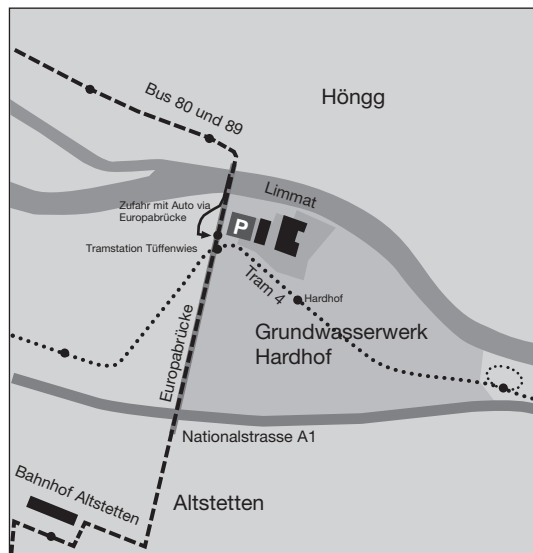 Höngg
Bus 80 und 89
Limmat
Zufahr mit Auto via
Europabrücke
P
Tramstation Tüffenwies
Tram 4
Hardhof
Grundwasserwerk
Hardhof
Europabrücke
Nationalstrasse A1
Bahnhof Altstetten
Altstetten